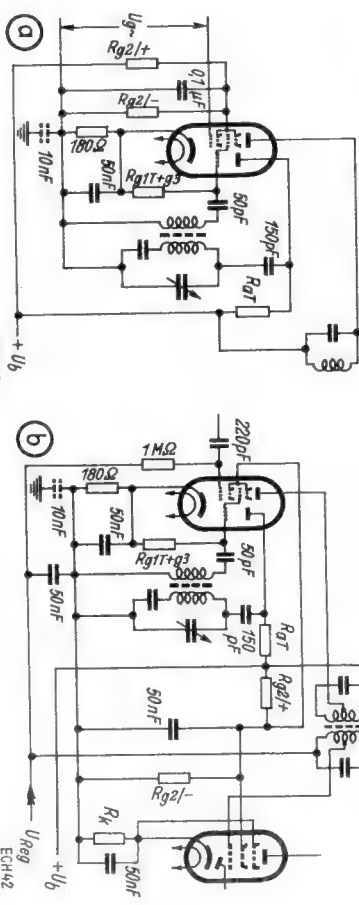 a
Ug~
Rg2/+
0,1µF
Rg2/-
180Ω
10nF
50nF
Rg1T+g3
50pF
150pF
RaT
+Ub
b
220pF
1MΩ
180Ω
10nF
50nF
50nF
Rg1T+g3
50pF
150
pF
RaT
Rg2/+
50nF
Rg2/-
Rk
50nF
UReg
+Ub
ECH42